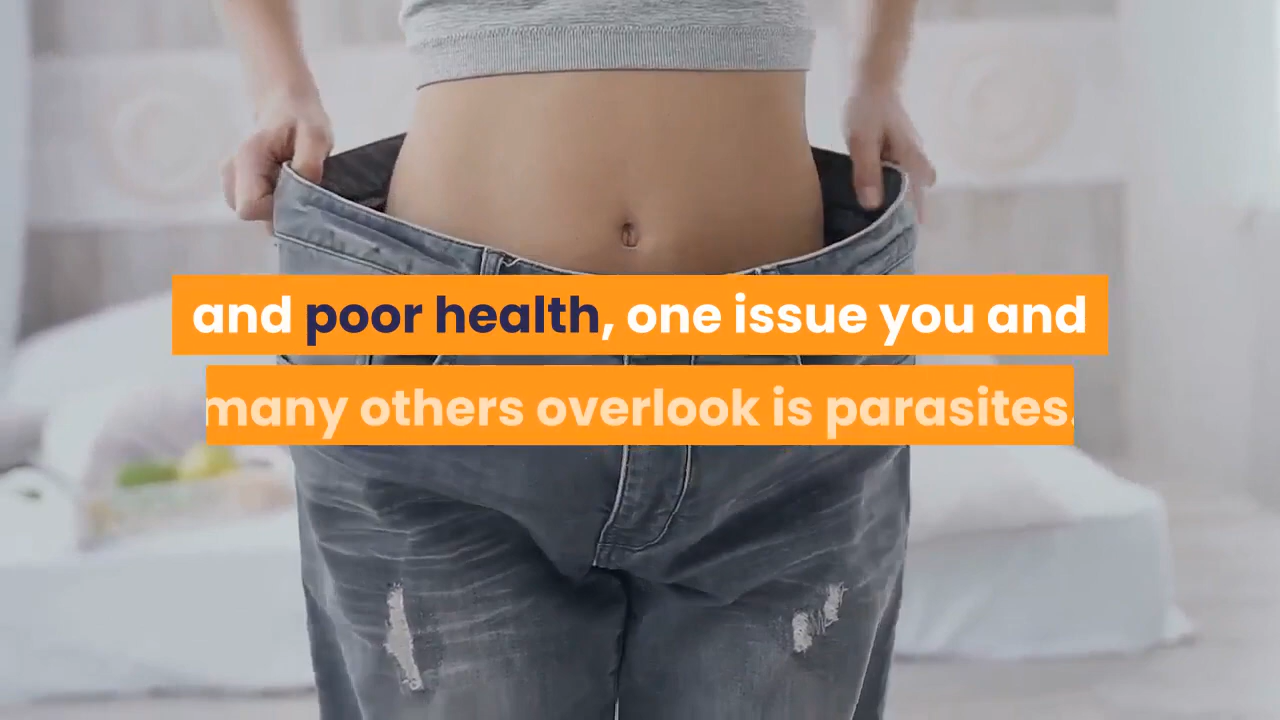 and poor health, one issue you and
many others overlook is parasites.